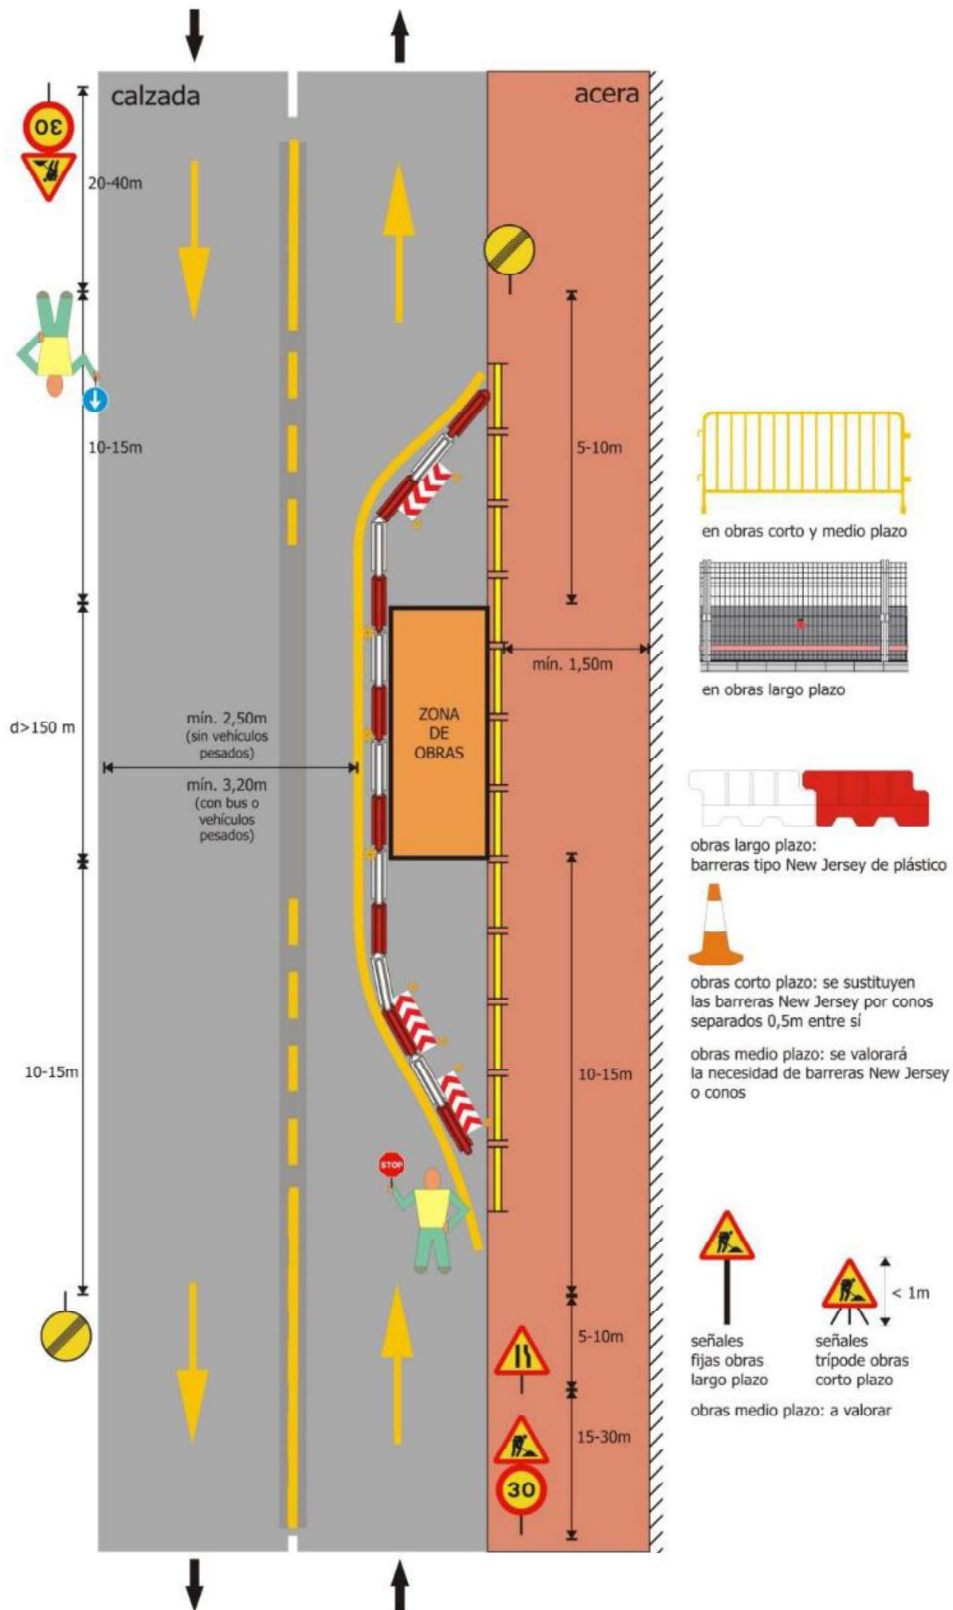 calzada
acera
30
20-40m
10-15m
5-10m
en obras corto y medio plazo
mín. 1,50m
en obras largo plazo
ZONA
DE
OBRAS
d>150 m
mín. 2,50m
(sin vehículos
pesados)
mín. 3,20m
(con bus o
vehículos
pesados)
obras largo plazo:
barreras tipo New Jersey de plástico
obras corto plazo: se sustituyen
las barreras New Jersey por conos
separados 0,5m entre sí
obras medio plazo: se valorará
la necesidad de barreras New Jersey
o conos
10-15m
10-15m
STOP
< 1m
5-10m
señales
fijas obras
largo plazo
señales
trípode obras
corto plazo
obras medio plazo: a valorar
15-30m
30